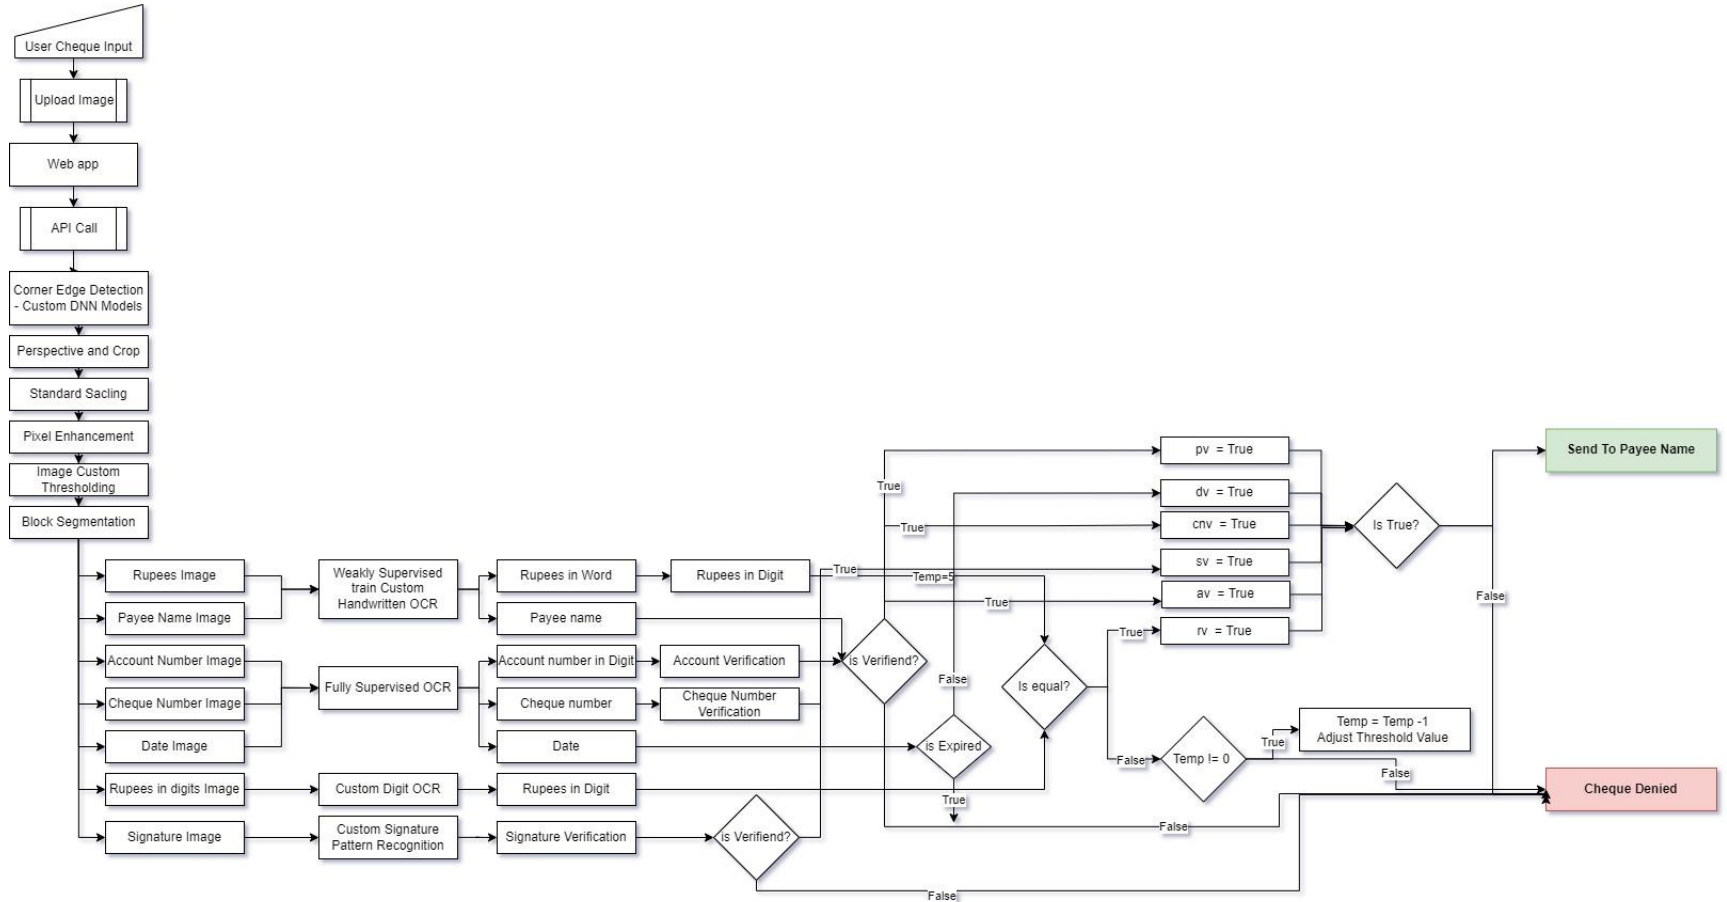 User Cheque Input
Upload Image
Web app
API Call
Corner Edge Detection
- Custom DNN Models
Perspective and Crop
Standard Sacling
Pixel Enhancement
Image Custom
Thresholding
Block Segmentation
Rupees Image
Payee Name Image
Account Number Image
Cheque Number Image
Date Image
Rupees in digits Image
Signature Image
Weakly Supervised
train Custom
Handwritten OCR
Fully Supervised OCR
Custom Digit OCR
Custom Signature
Pattern Recognition
Rupees in Word
Payee name
Account number in Digit
Cheque number
Date
Rupees in Digit
Signature Verification
Rupees in Digit
Account Verification
Cheque Number
Verification
is Verifiend?
True
is Verifiend?
True
True
True
Temp=5
False
is Expired
True
Is equal?
True
False
False
False
pv = True
dv = True
cnv = True
sv = True
av = True
rv = True
Temp != 0
True
False
Temp = Temp -1
Adjust Threshold Value
Is True?
False
Send To Payee Name
Cheque Denied